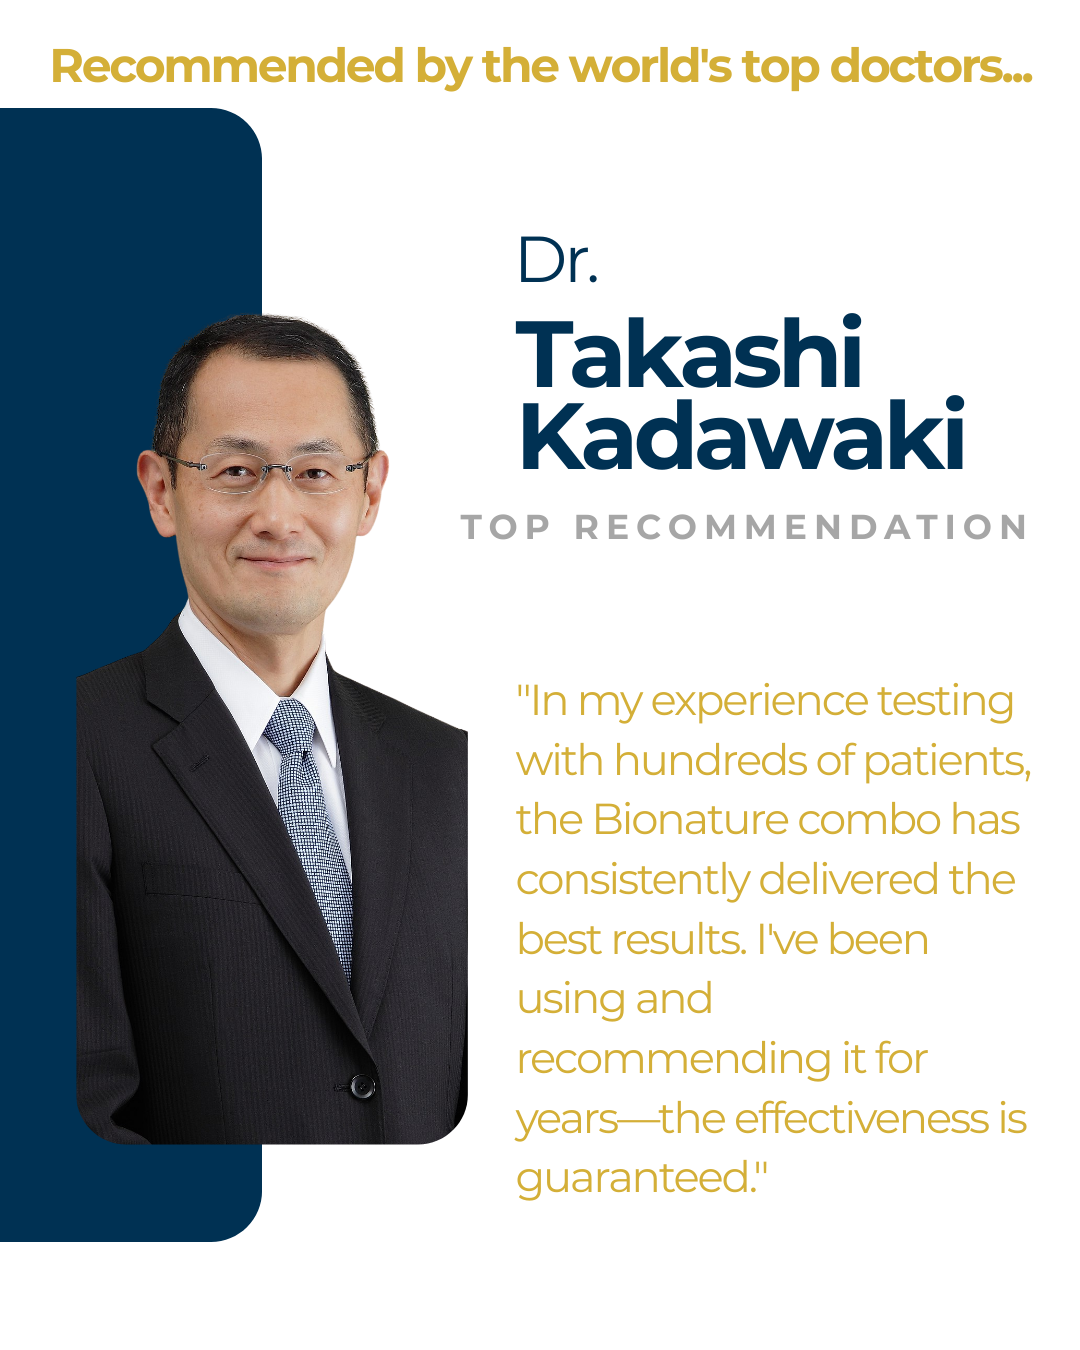 Recommended by the world's top doctors...
Dr.
Takashi
Kadawaki
TOP RECOMMENDATION
"In my experience testing
with hundreds of patients,
the Bionature combo has
consistently delivered the
best results. I've been
using and
recommending it for
years—the effectiveness is
guaranteed."